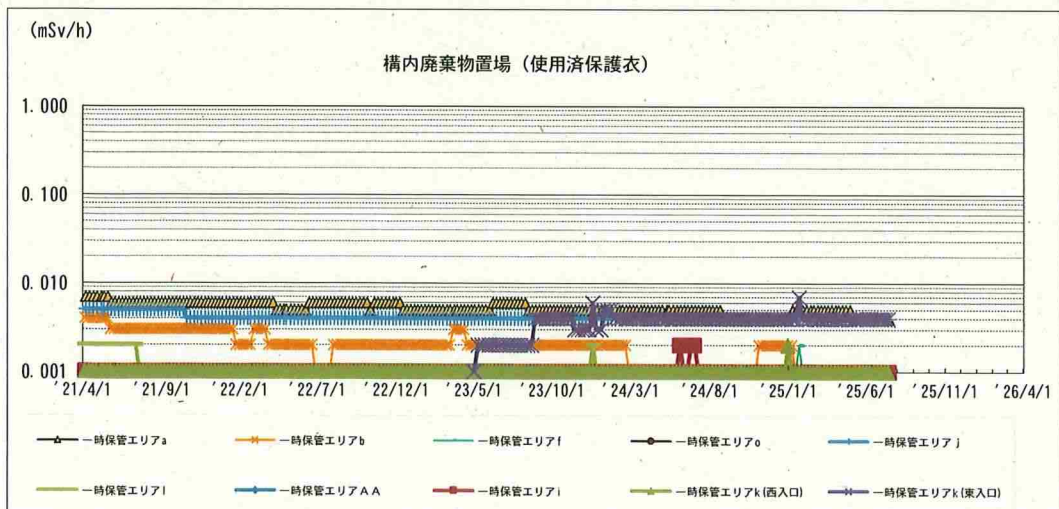 (mSv/h)
構内廃棄物置場（使用済保護衣）
1.000
0.100
0.010
0.001
'21/4/1 '21/9/1 '22/2/1 '22/7/1 '22/12/1 '23/5/1 '23/10/1 '24/3/1 '24/8/1 '25/1/1 '25/6/1 '25/11/1 '26/4/1
一時保管エリアa 一時保管エリアb 一時保管エリアf 一時保管エリアo 一時保管エリアj
一時保管エリアl 一時保管エリアAA 一時保管エリアi 一時保管エリアk(西入口) 一時保管エリアk(東入口)